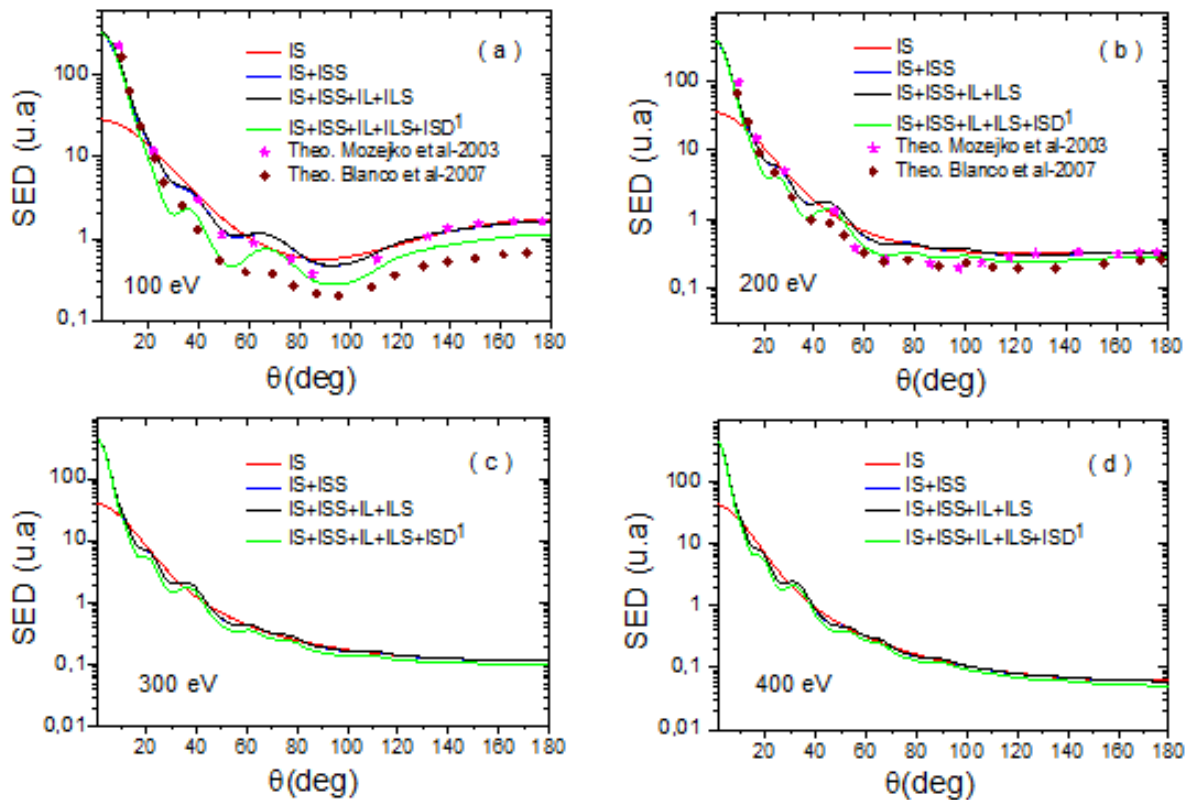 ( a )
IS
IS+ISS
IS+ISS+IL+ILS
IS+ISS+IL+ILS+ISD1
Theo. Mozejko et al-2003
Theo. Blanco et al-2007
100 eV
SED (u.a)
100
10
1
0,1
20 40 60 80 100 120 140 160 180
θ(deg)
( b )
IS
IS+ISS
IS+ISS+IL+ILS
IS+ISS+IL+ILS+ISD1
Theo. Mozejko et al-2003
Theo. Blanco et al-2007
200 eV
SED (u.a)
100
10
1
0,1
20 40 60 80 100 120 140 160 180
θ(deg)
( c )
IS
IS+ISS
IS+ISS+IL+ILS
IS+ISS+IL+ILS+ISD1
300 eV
SED (u.a)
100
10
1
0,1
0,01
20 40 60 80 100 120 140 160 180
θ(deg)
( d )
IS
IS+ISS
IS+ISS+IL+ILS
IS+ISS+IL+ILS+ISD1
400 eV
SED (u.a)
100
10
1
0,1
0,01
20 40 60 80 100 120 140 160 180
θ(deg)